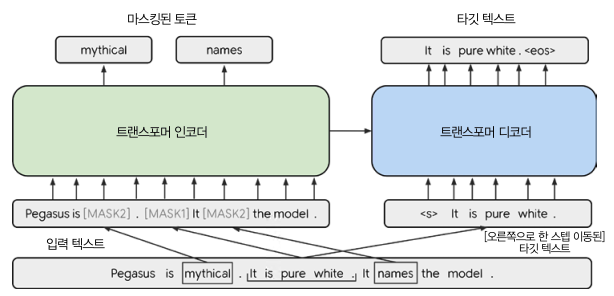 마스킹된 토큰
타깃 텍스트
mythical
names
It is pure white . <eos>
트랜스포머 인코더
트랜스포머 디코더
Pegasus is [MASK2] . [MASK1] It [MASK2] the model .
<s> It is pure white .
입력 텍스트
[오른쪽으로 한 스텝 이동된]
타깃 텍스트
Pegasus is mythical . It is pure white . It names the model .